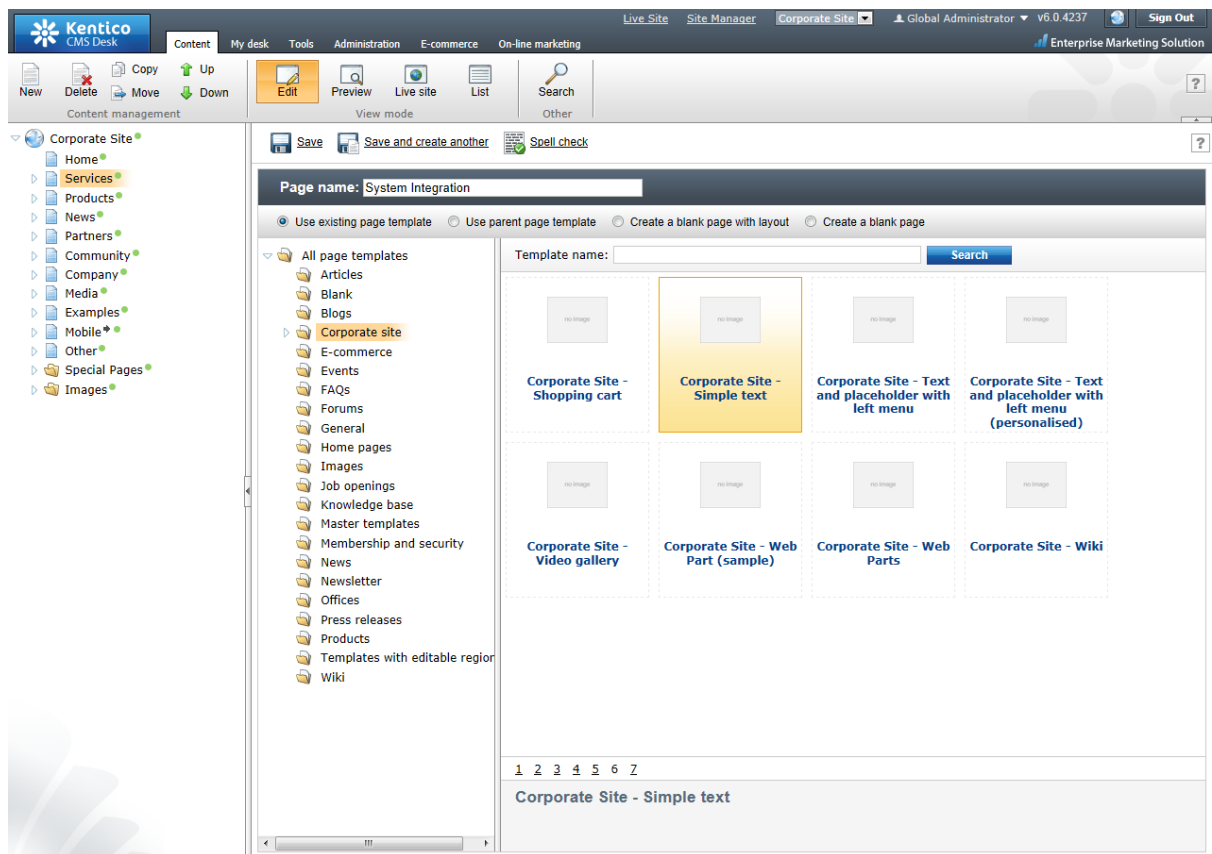 Kentico
CMS Desk
Live Site Site Manager Corporate Site Global Administrator v6.0.4237 Sign Out
Content My desk Tools Administration E-commerce On-line marketing
Enterprise Marketing Solution
New Delete Copy Move Up Down
Content management
Edit Preview Live site List
View mode
Search
Other
?
Corporate Site
Home
Services
Products
News
Partners
Community
Company
Media
Examples
Mobile
Other
Special Pages
Images
Save Save and create another Spell check
?
Page name: System Integration
Use existing page template Use parent page template Create a blank page with layout Create a blank page
All page templates
Articles
Blank
Blogs
Corporate site
E-commerce
Events
FAQs
Forums
General
Home pages
Images
Job openings
Knowledge base
Master templates
Membership and security
News
Newsletter
Offices
Press releases
Products
Templates with editable region
Wiki
Template name: Search
no image no image no image no image
Corporate Site -
Shopping cart
Corporate Site -
Simple text
Corporate Site - Text
and placeholder with
left menu
Corporate Site - Text
and placeholder with
left menu
(personalised)
no image no image no image no image
Corporate Site -
Video gallery
Corporate Site - Web
Part (sample)
Corporate Site - Web
Parts
Corporate Site - Wiki
1 2 3 4 5 6 7
Corporate Site - Simple text